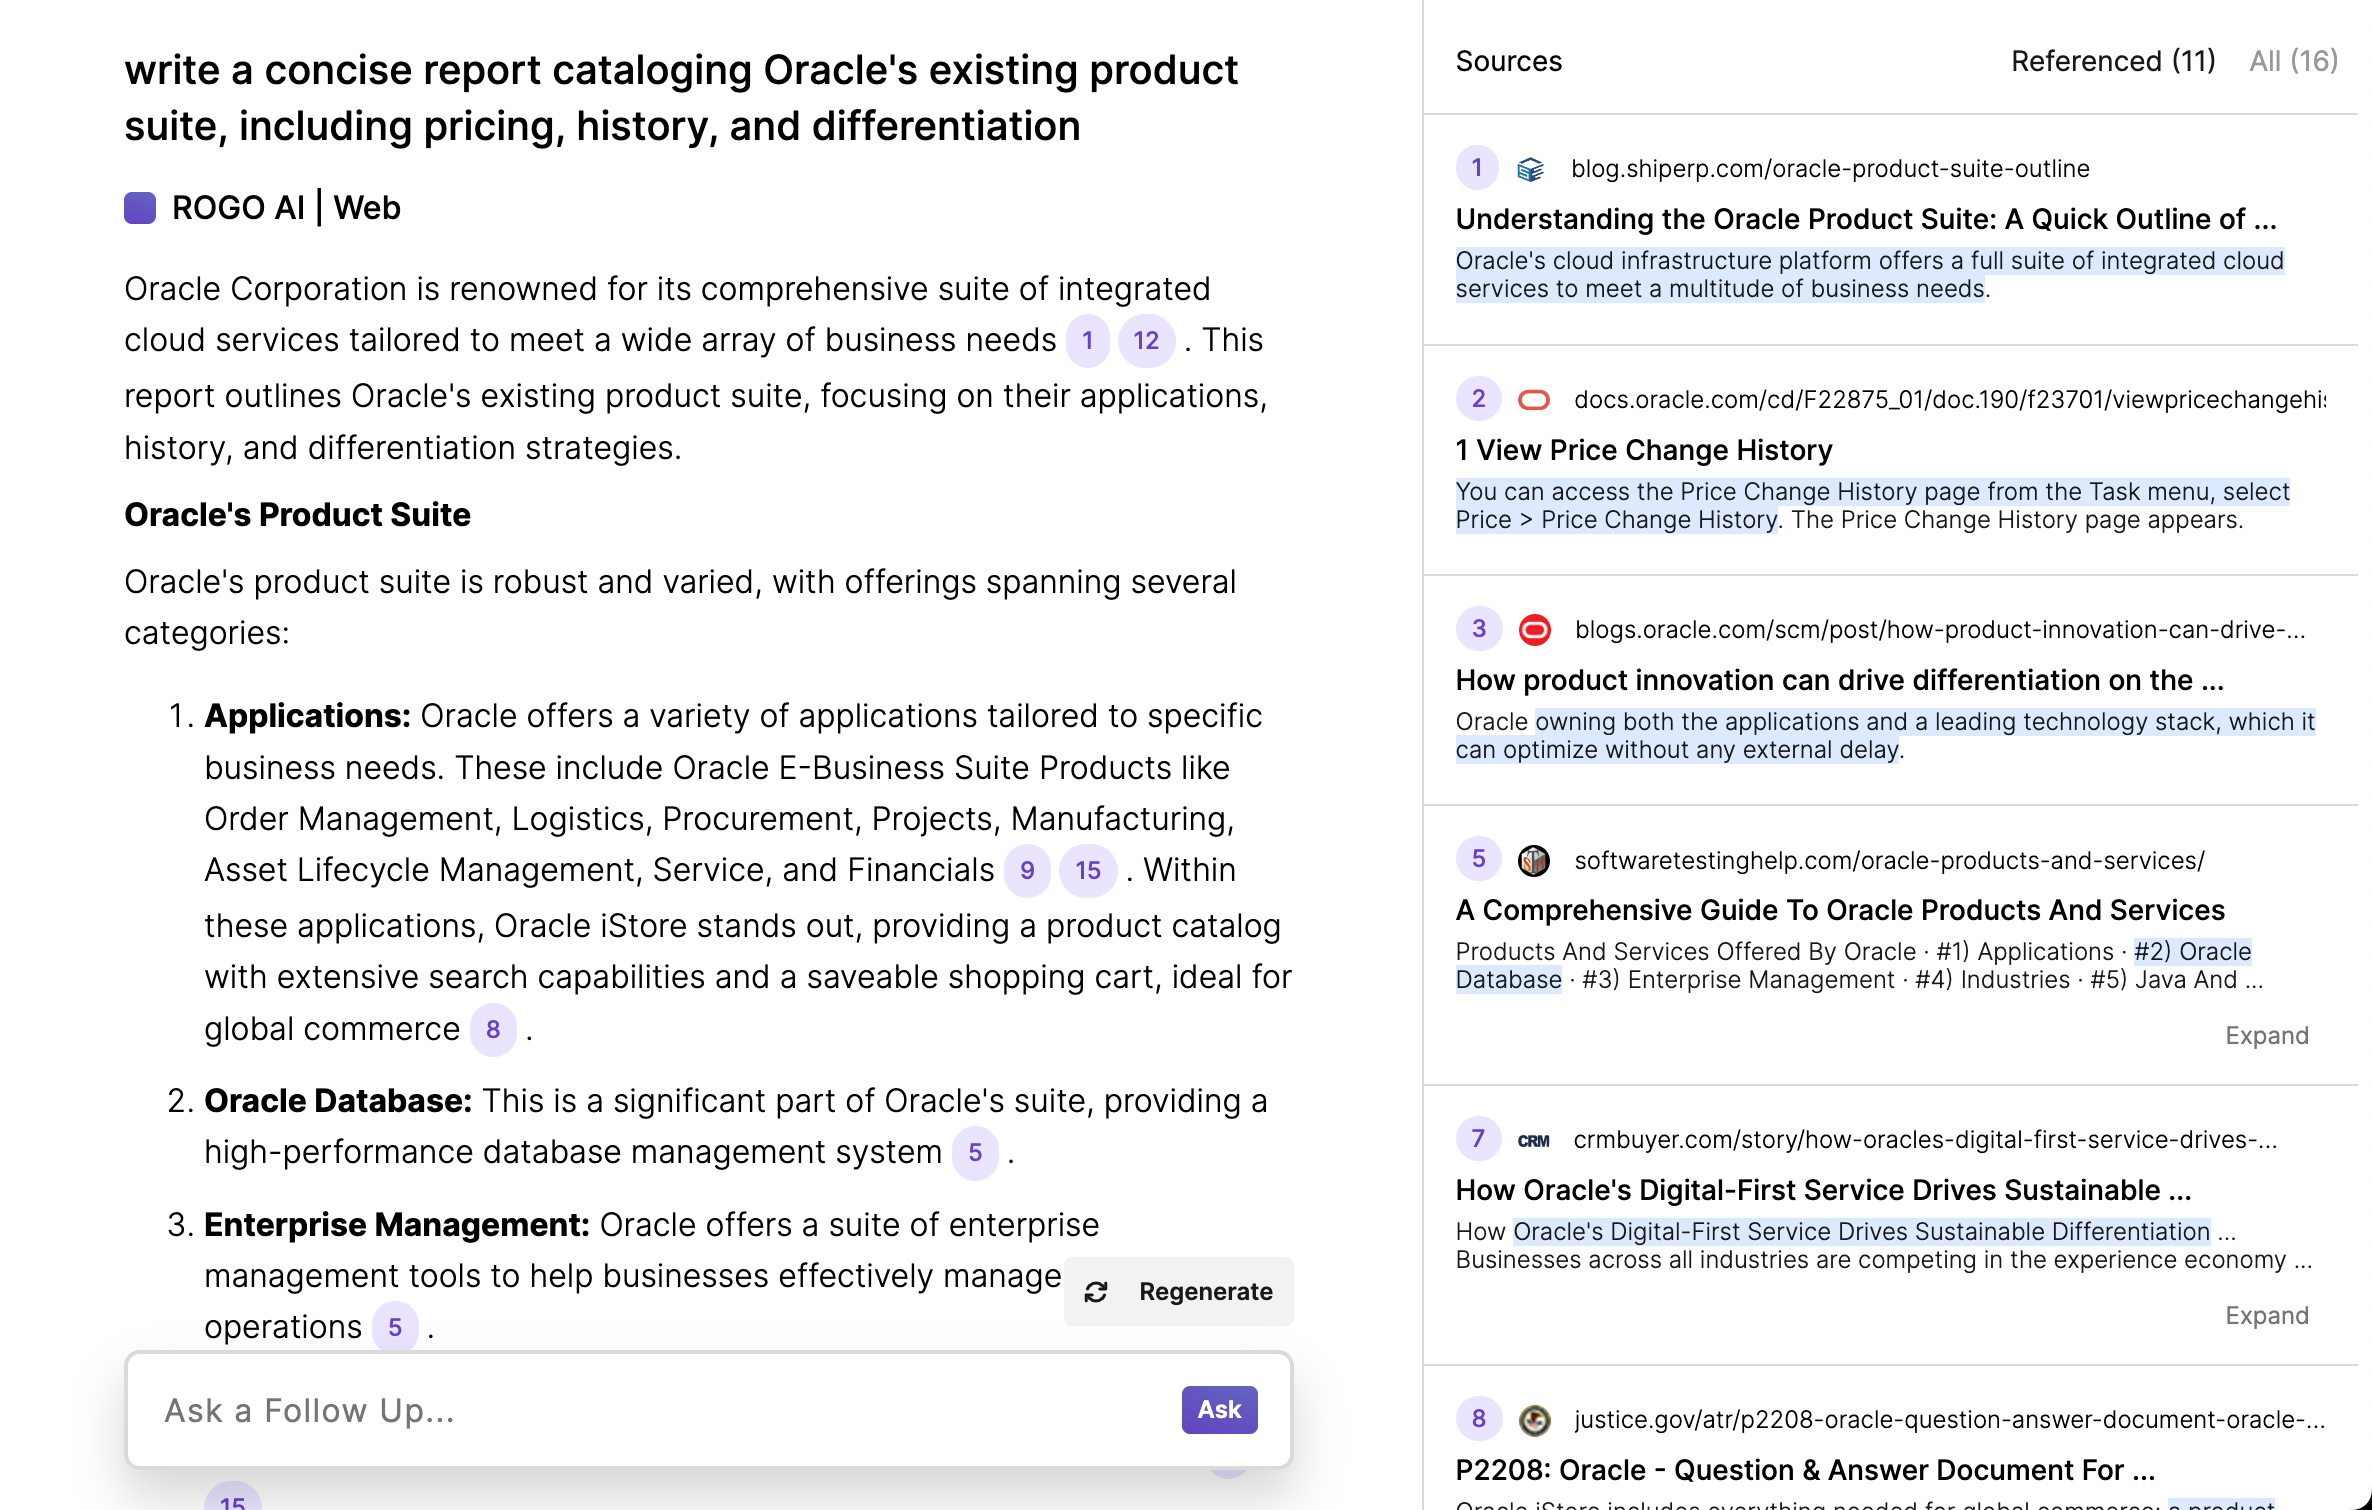 write a concise report cataloging Oracle's existing product
suite, including pricing, history, and differentiation
ROGO AI | Web
Oracle Corporation is renowned for its comprehensive suite of integrated
cloud services tailored to meet a wide array of business needs 1 12 . This
report outlines Oracle's existing product suite, focusing on their applications,
history, and differentiation strategies.
Oracle's Product Suite
Oracle's product suite is robust and varied, with offerings spanning several
categories:
1. Applications: Oracle offers a variety of applications tailored to specific
business needs. These include Oracle E-Business Suite Products like
Order Management, Logistics, Procurement, Projects, Manufacturing,
Asset Lifecycle Management, Service, and Financials 9 15 . Within
these applications, Oracle iStore stands out, providing a product catalog
with extensive search capabilities and a saveable shopping cart, ideal for
global commerce 8 .
2. Oracle Database: This is a significant part of Oracle's suite, providing a
high-performance database management system 5 .
3. Enterprise Management: Oracle offers a suite of enterprise
management tools to help businesses effectively manage
operations 5 .
Regenerate
Ask a Follow Up...
Ask
15
Sources
Referenced (11)
All (16)
1 blog.shiperp.com/oracle-product-suite-outline
Understanding the Oracle Product Suite: A Quick Outline of ...
Oracle's cloud infrastructure platform offers a full suite of integrated cloud
services to meet a multitude of business needs.
2 docs.oracle.com/cd/F22875_01/doc.190/f23701/viewpricechangehis
1 View Price Change History
You can access the Price Change History page from the Task menu, select
Price > Price Change History. The Price Change History page appears.
3 blogs.oracle.com/scm/post/how-product-innovation-can-drive-...
How product innovation can drive differentiation on the ...
Oracle owning both the applications and a leading technology stack, which it
can optimize without any external delay.
5 softwaretestinghelp.com/oracle-products-and-services/
A Comprehensive Guide To Oracle Products And Services
Products And Services Offered By Oracle · #1) Applications · #2) Oracle
Database · #3) Enterprise Management · #4) Industries · #5) Java And ...
Expand
7 CRM crmbuyer.com/story/how-oracles-digital-first-service-drives-...
How Oracle's Digital-First Service Drives Sustainable ...
How Oracle's Digital-First Service Drives Sustainable Differentiation ...
Businesses across all industries are competing in the experience economy ...
Expand
8 justice.gov/atr/p2208-oracle-question-answer-document-oracle-...
P2208: Oracle - Question & Answer Document For ...
Oracle iStore includes everything needed for global commerce: a product